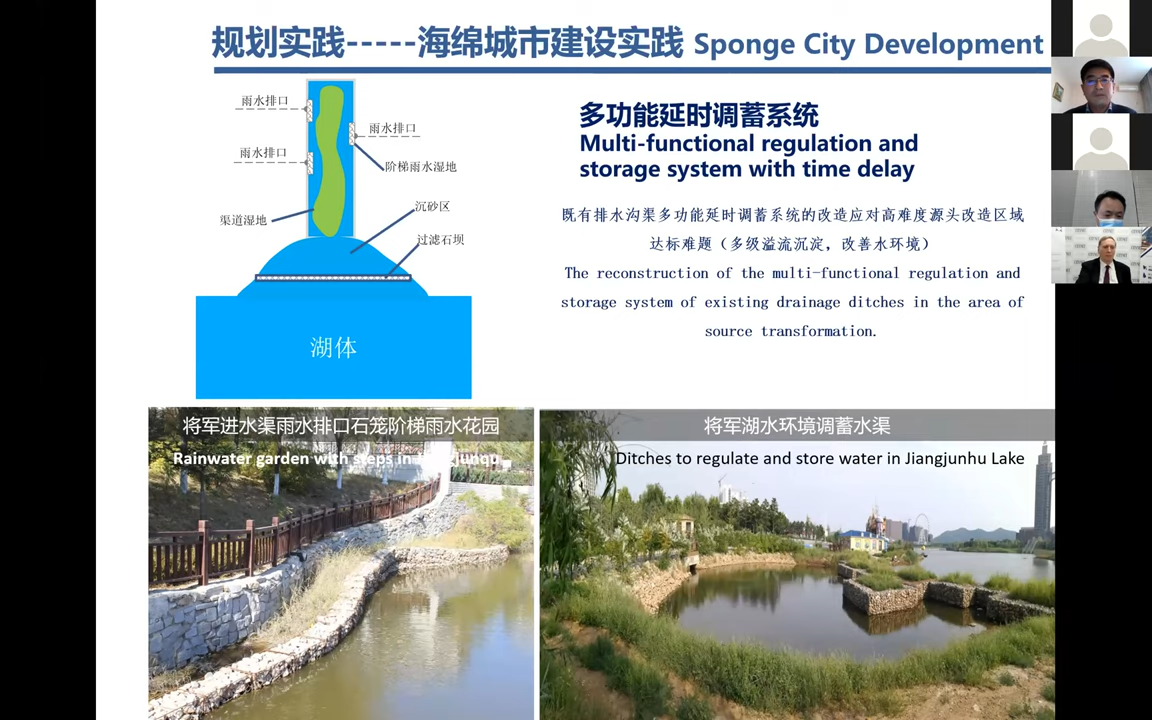 规划实践-----海绵城市建设实践 Sponge City Development
雨水排口
雨水排口
雨水排口
阶梯雨水湿地
渠道湿地
沉砂区
过滤石坝
湖体
多功能延时调蓄系统
Multi-functional regulation and
storage system with time delay
既有排水沟渠多功能延时调蓄系统的改造应对高难度源头改造区域
达标难题（多级溢流沉淀，改善水环境）
The reconstruction of the multi-functional regulation and
storage system of existing drainage ditches in the area of
source transformation.
将军进水渠雨水排口石笼阶梯雨水花园
Rainwater garden with steps in
将军湖水环境调蓄水渠
Ditches to regulate and store water in Jiangjunhu Lake